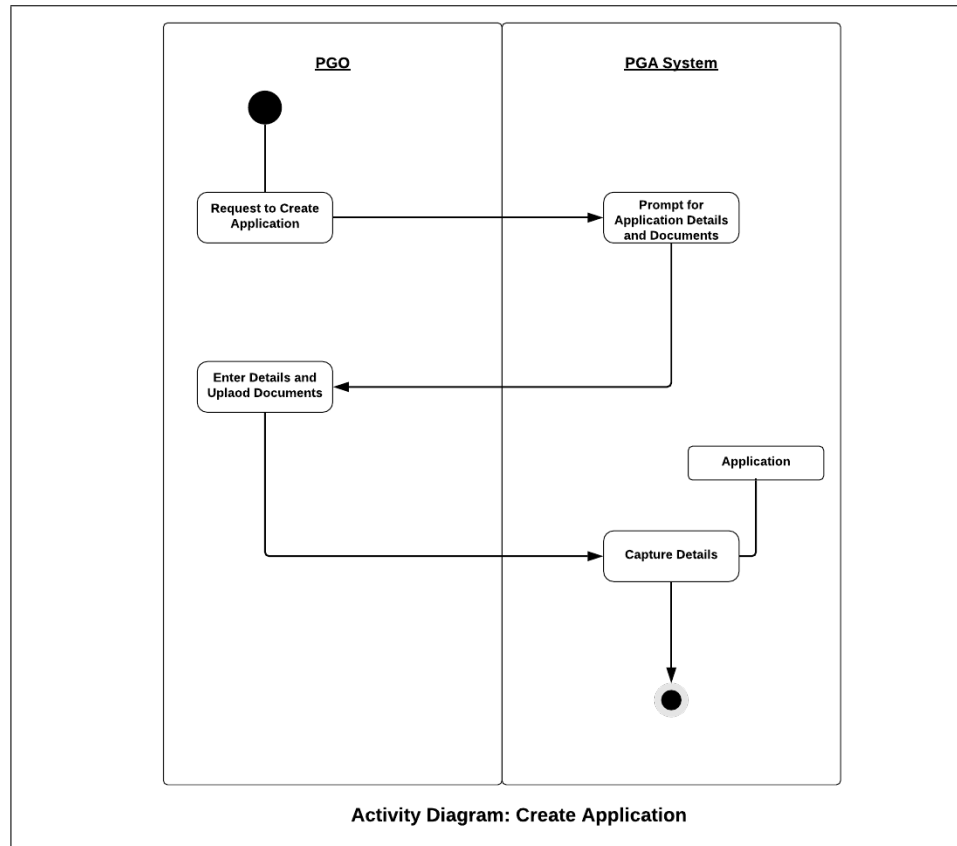 PGO
PGA System
Request to Create
Application
Prompt for
Application Details
and Documents
Enter Details and
Uplaod Documents
Application
Capture Details
Activity Diagram: Create Application